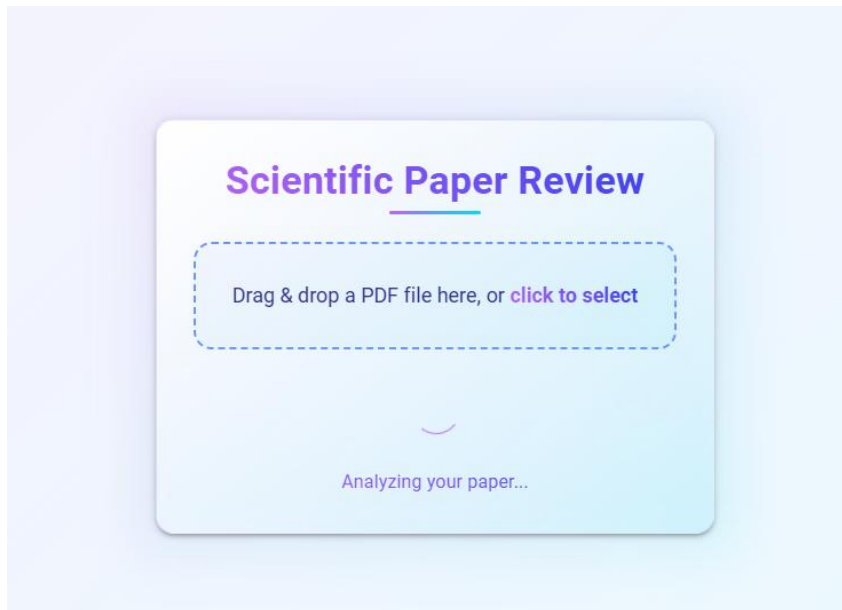 Scientific Paper Review
Drag & drop a PDF file here, or click to select
Analyzing your paper...